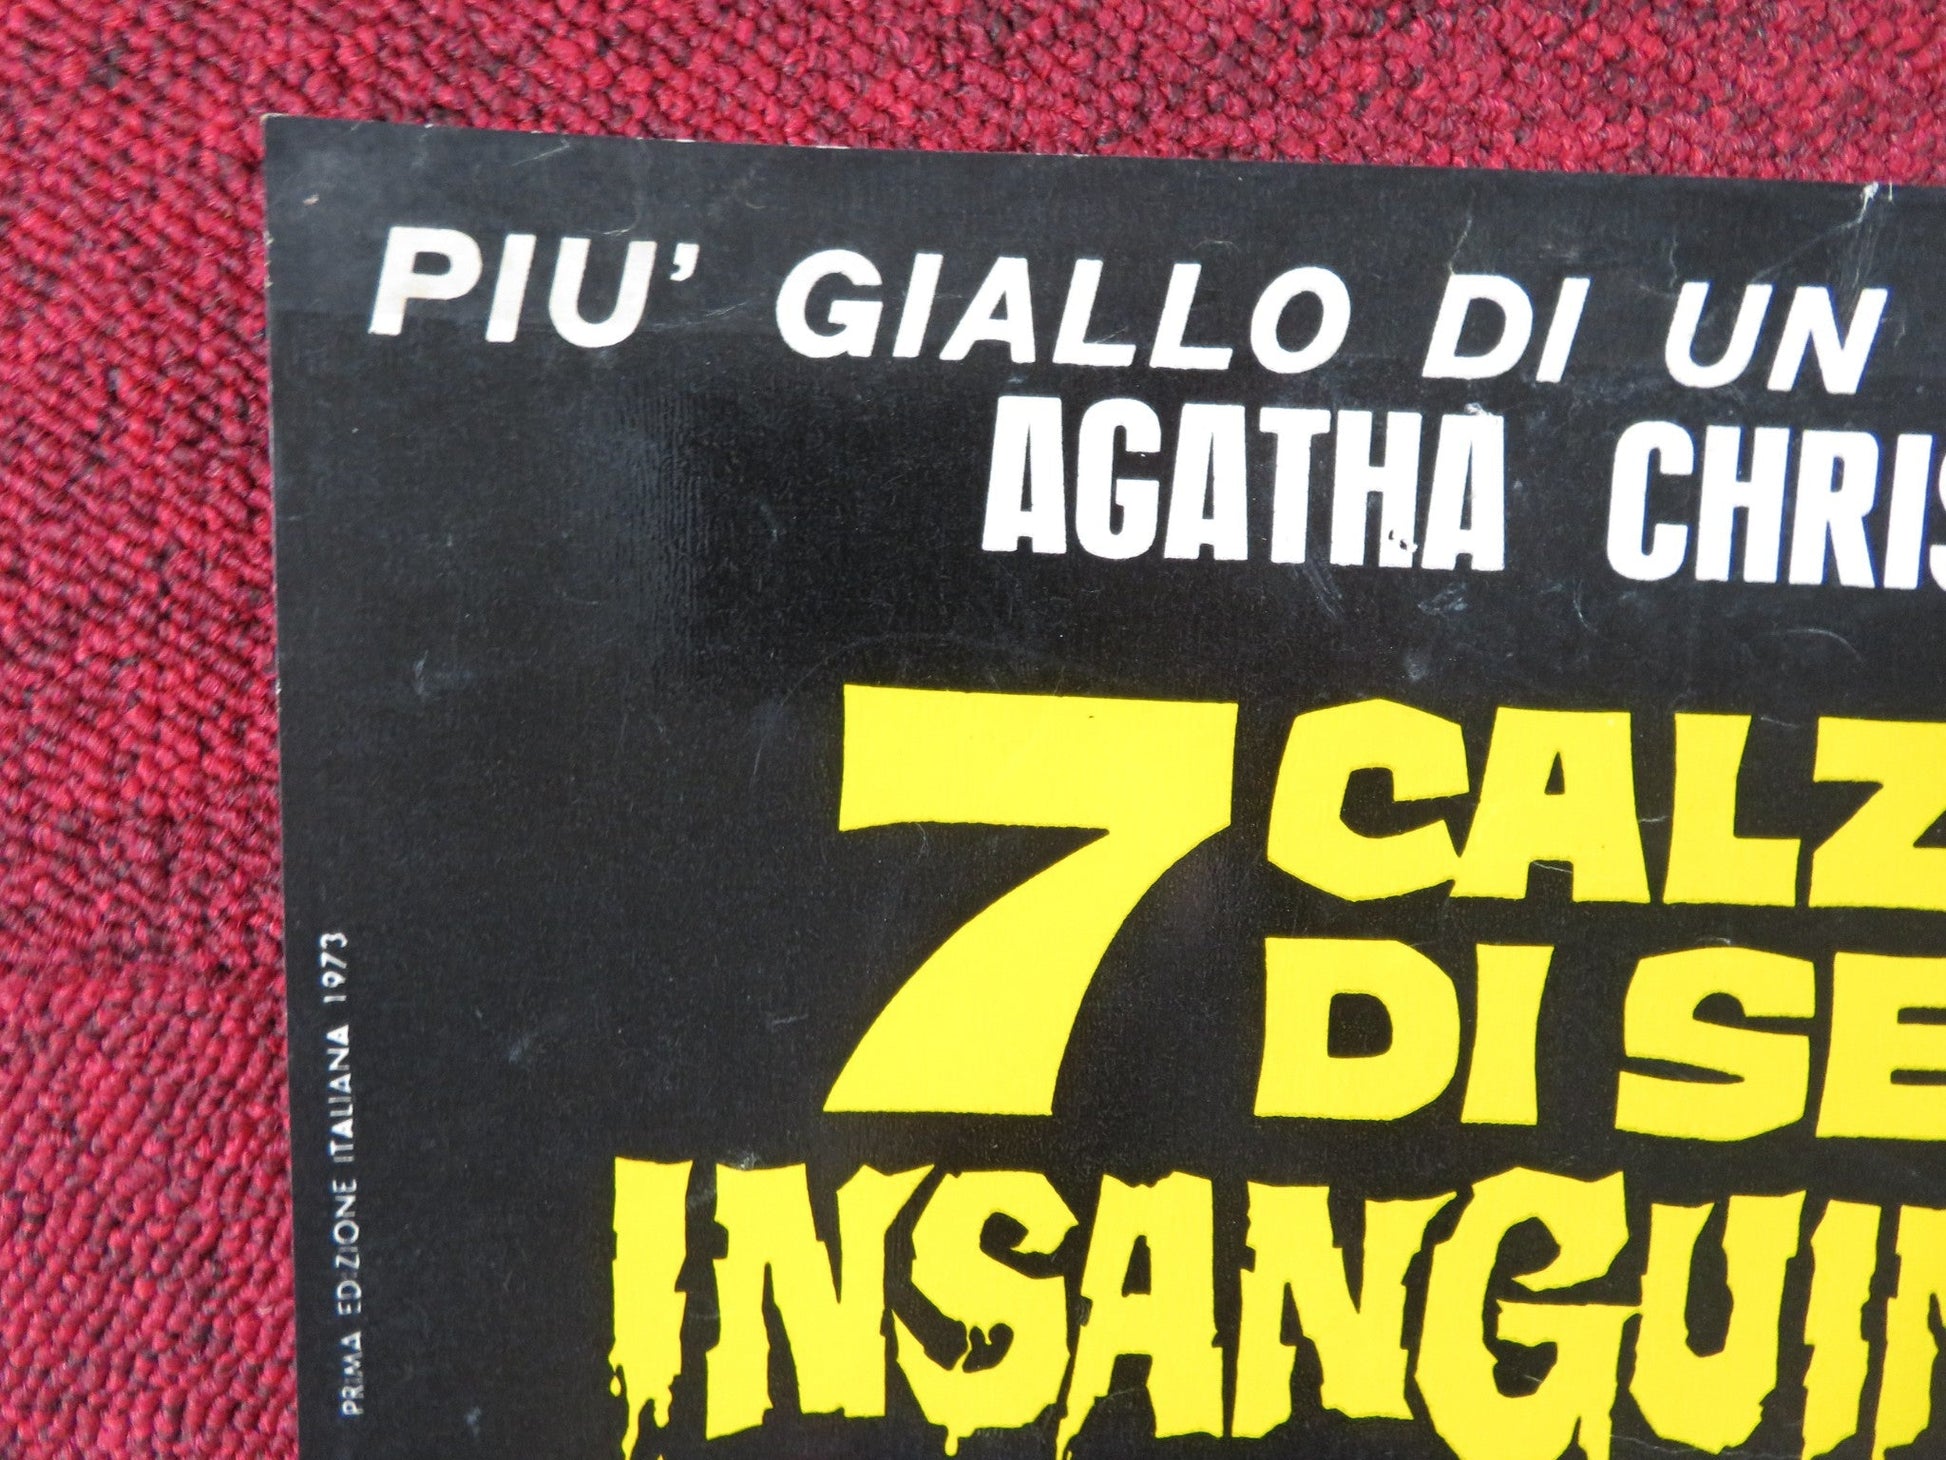 PIU' GIALLO DI UN
AGATHA CHRIS
7 CALZ
DI SE
INSANGUIN
PRIMA EDIZIONE ITALIANA 1973